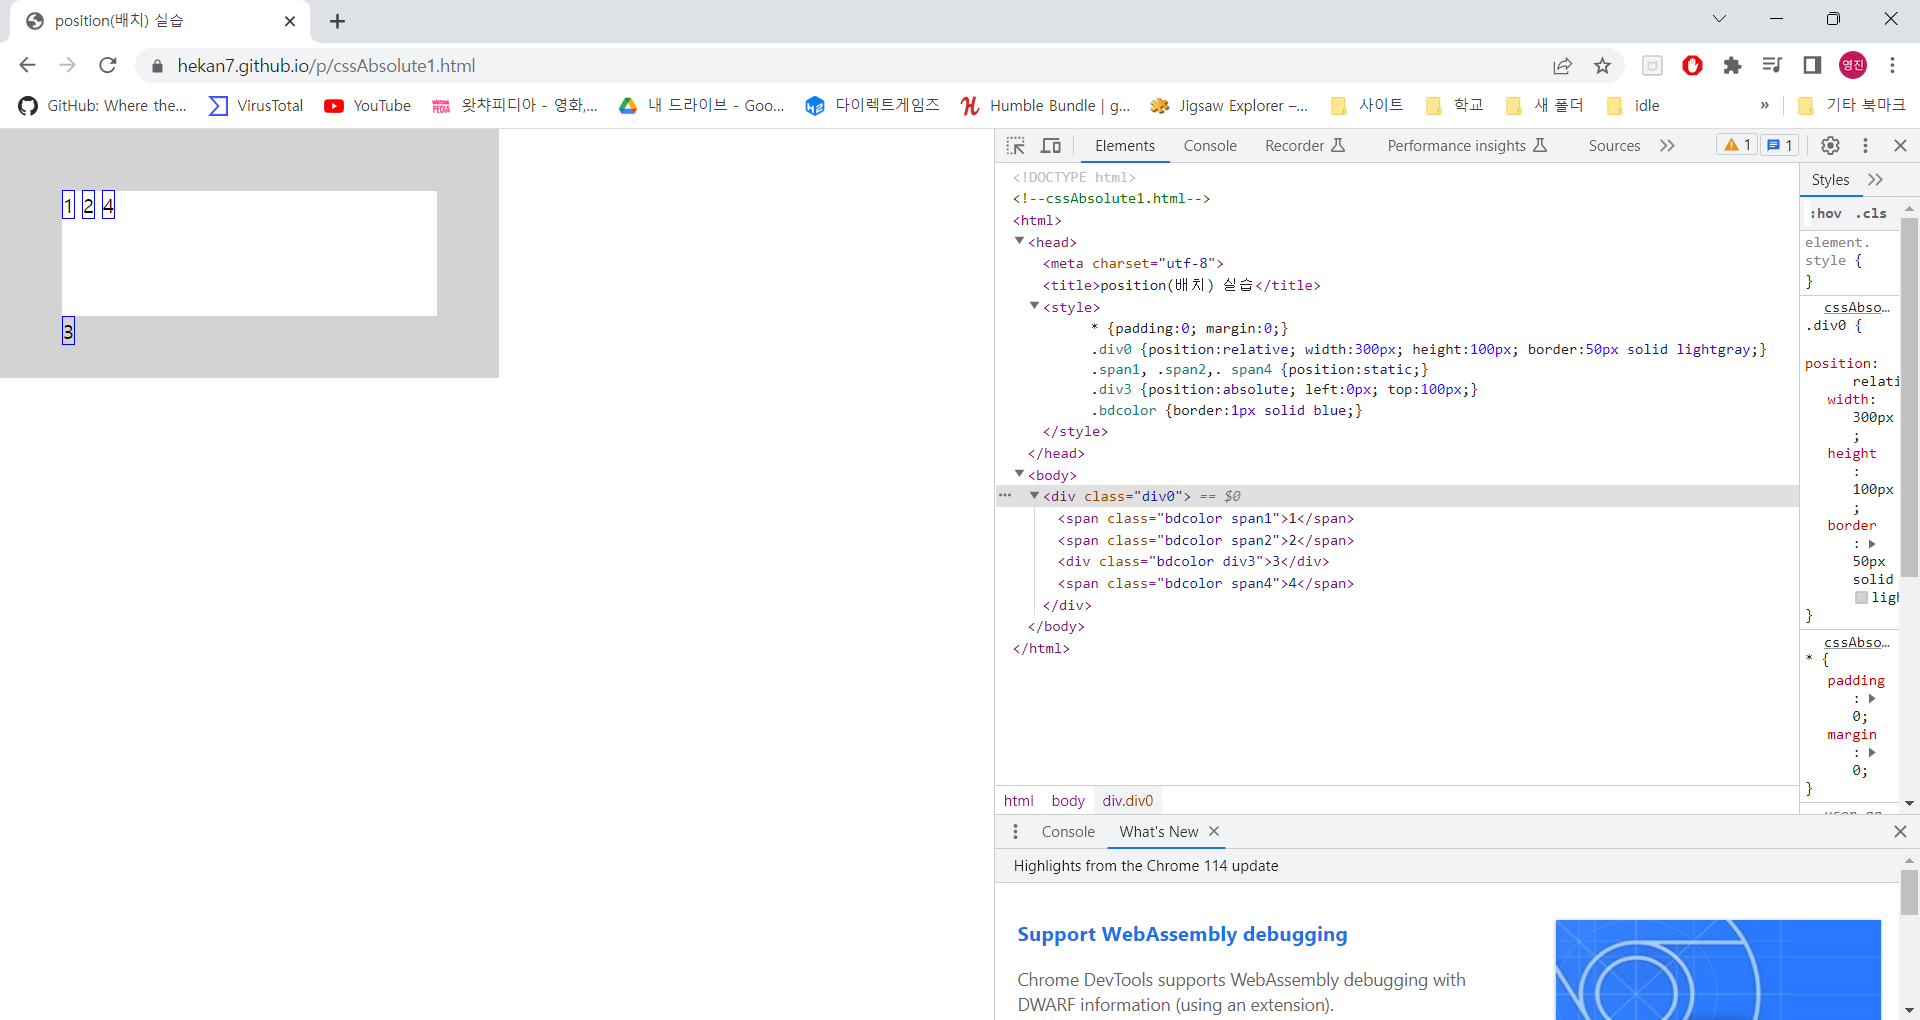 position(배치) 실습
hekan7.github.io/p/cssAbsolute1.html
영진
GitHub: Where the...
VirusTotal
YouTube
WATCHA PEDIA
왓챠피디아 - 영화,...
내 드라이브 - Goo...
다이렉트게임즈
Humble Bundle | g...
Jigsaw Explorer –...
사이트
학교
새 폴더
idle
»
기타 북마크
1 2 4
3
Elements
Console
Recorder
Performance insights
Sources
1
1
<!DOCTYPE html>
<!--cssAbsolute1.html-->
<html>
<head>
<meta charset="utf-8">
<title>position(배치) 실습</title>
<style>
* {padding:0; margin:0;}
.div0 {position:relative; width:300px; height:100px; border:50px solid lightgray;}
.span1, .span2,. span4 {position:static;}
.div3 {position:absolute; left:0px; top:100px;}
.bdcolor {border:1px solid blue;}
</style>
</head>
<body>
<div class="div0"> == $0
<span class="bdcolor span1">1</span>
<span class="bdcolor span2">2</span>
<div class="bdcolor div3">3</div>
<span class="bdcolor span4">4</span>
</div>
</body>
</html>
html body div.div0
Styles
:hov .cls
element.
style {
}
cssAbso…
.div0 {
position:
relati
width:
300px
;
height
:
100px
;
border
:
50px
solid
ligh
}
cssAbso…
* {
padding
:
0;
margin
:
0;
}
Console
What's New
Highlights from the Chrome 114 update
Support WebAssembly debugging
Chrome DevTools supports WebAssembly debugging with
DWARF information (using an extension).